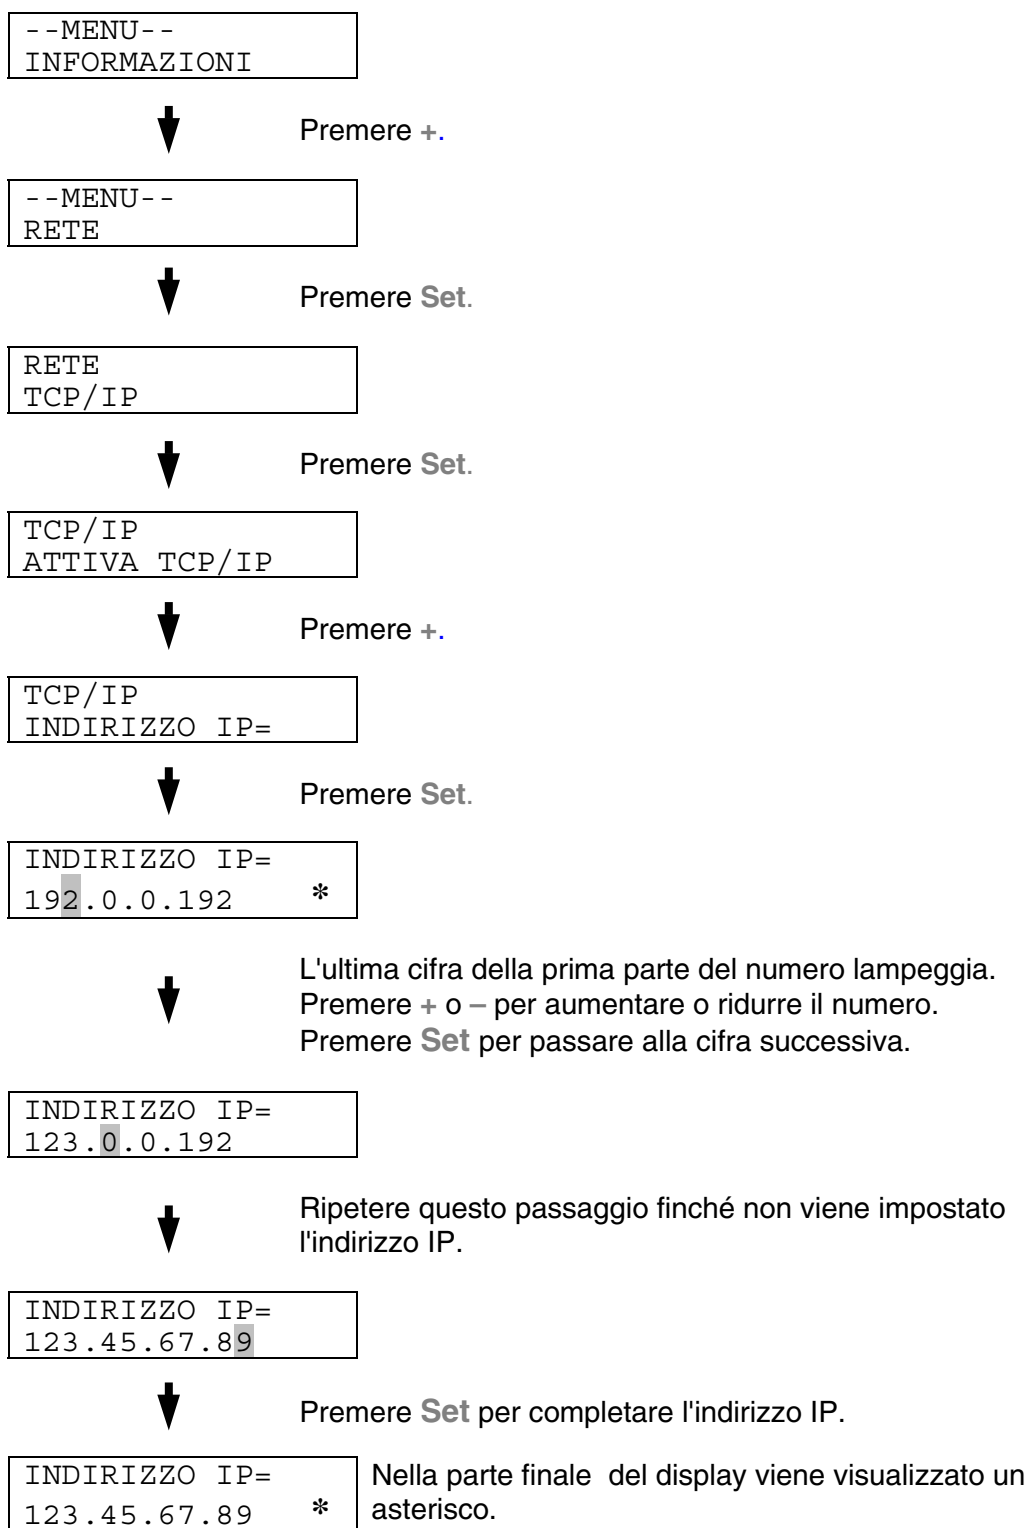 --MENU--
INFORMAZIONI
Premere +.
--MENU--
RETE
Premere Set.
RETE
TCP/IP
Premere Set.
TCP/IP
ATTIVA TCP/IP
Premere +.
TCP/IP
INDIRIZZO IP=
Premere Set.
INDIRIZZO IP=
192.0.0.192 *
L'ultima cifra della prima parte del numero lampeggia.
Premere + o – per aumentare o ridurre il numero.
Premere Set per passare alla cifra successiva.
INDIRIZZO IP=
123.0.0.192
Ripetere questo passaggio finché non viene impostato
l'indirizzo IP.
INDIRIZZO IP=
123.45.67.89
Premere Set per completare l'indirizzo IP.
INDIRIZZO IP=
123.45.67.89 *
Nella parte finale del display viene visualizzato un
asterisco.